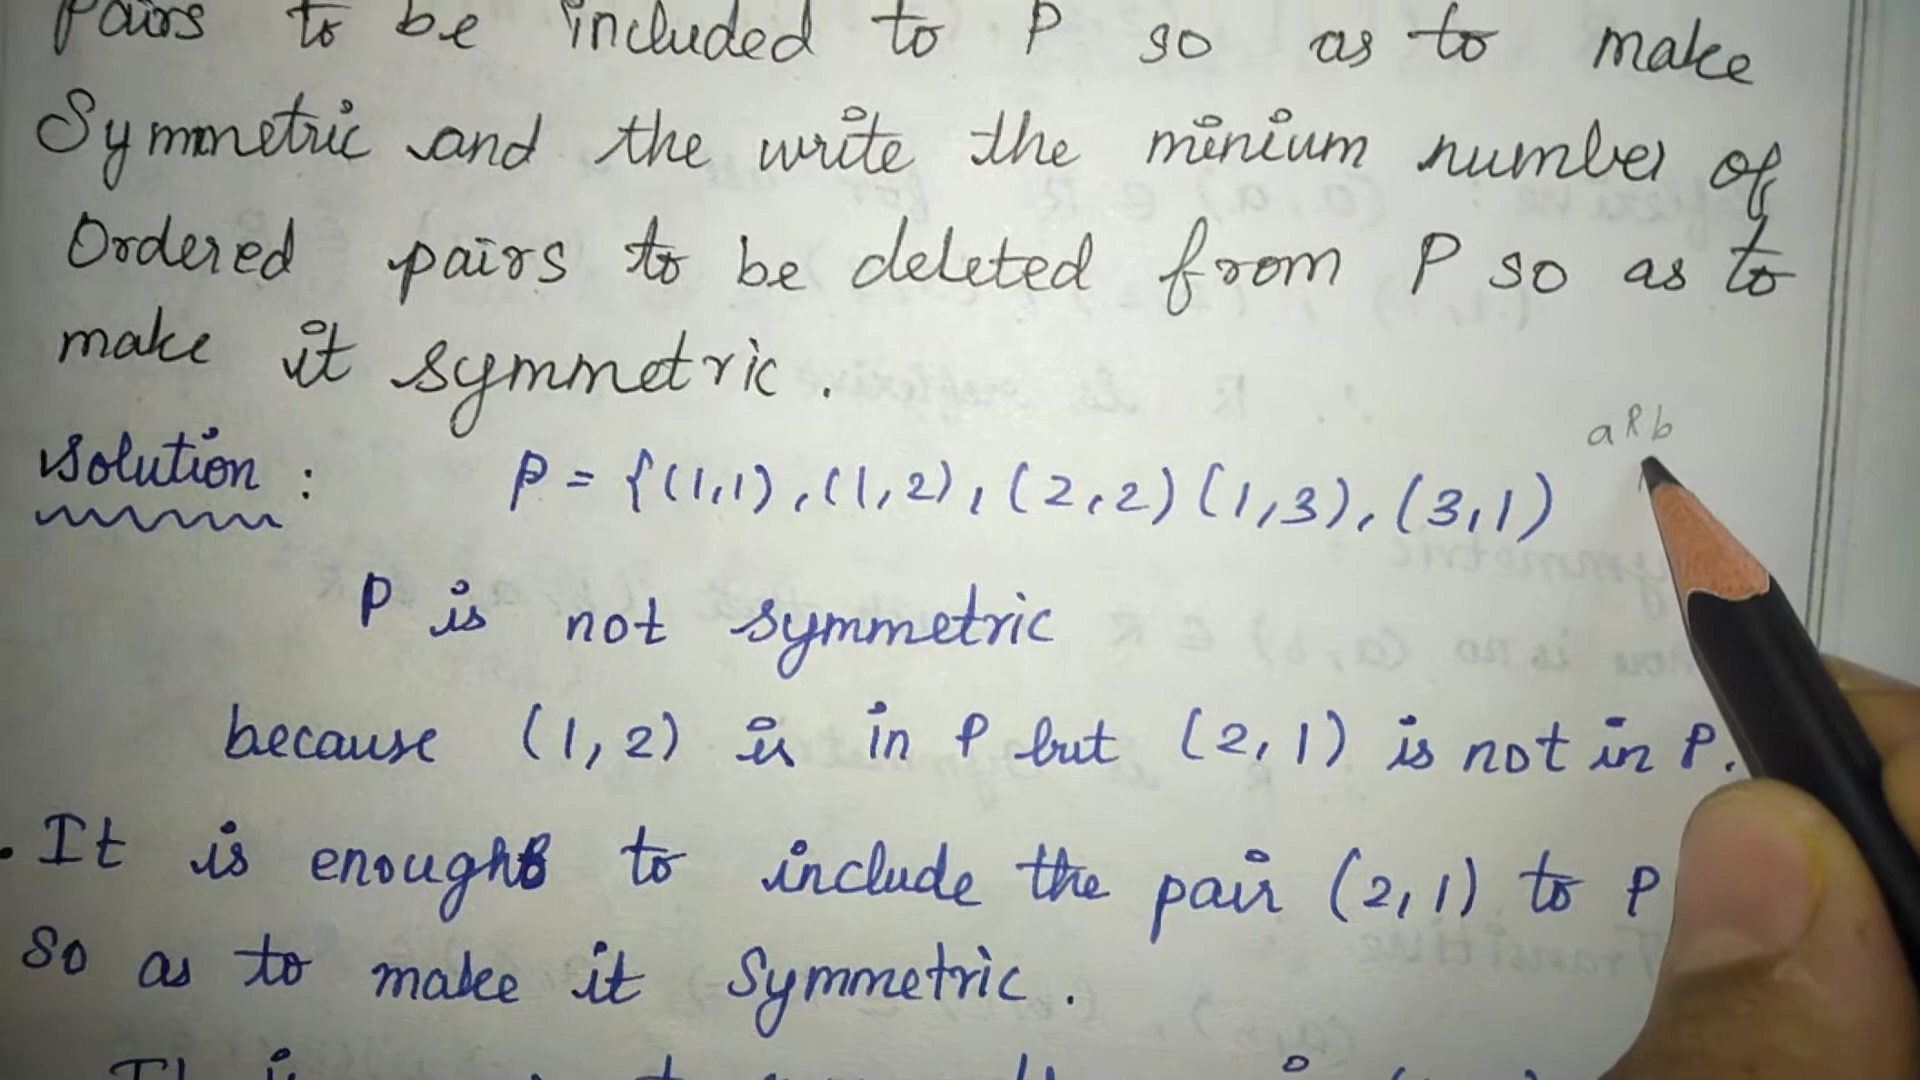 pairs to be included to P so as to make
Symmetric and the write the minium number of
Ordered pairs to be deleted from P so as to
make it symmetric.
aRb
Solution : P = {(1,1), (1,2), (2,2) (1,3), (3,1)
P is not symmetric
because (1,2) is in P but (2,1) is not in P.
. It is enough to include the pair (2,1) to P
so as to make it Symmetric.